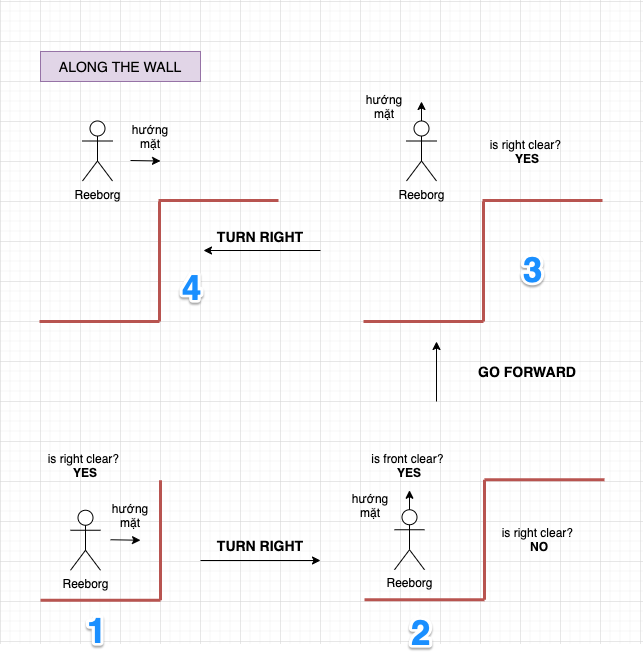 ALONG THE WALL
hướng
mặt
Reeborg
hướng
mặt
Reeborg
is right clear?
YES
TURN RIGHT
4
3
GO FORWARD
is right clear?
YES
hướng
mặt
Reeborg
1
TURN RIGHT
is front clear?
YES
hướng
mặt
Reeborg
is right clear?
NO
2